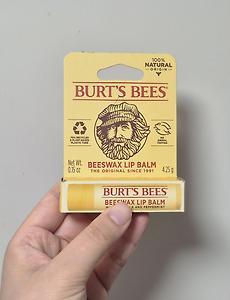 100%
NATURAL
ORIGIN
BURT'S BEES®
Net Wt.
0.15 oz
BEESWAX LIP BALM
THE ORIGINAL SINCE 1991
4.25 g
BURT'S BEES®
BEESWAX LIP BALM
PEPPERMINT